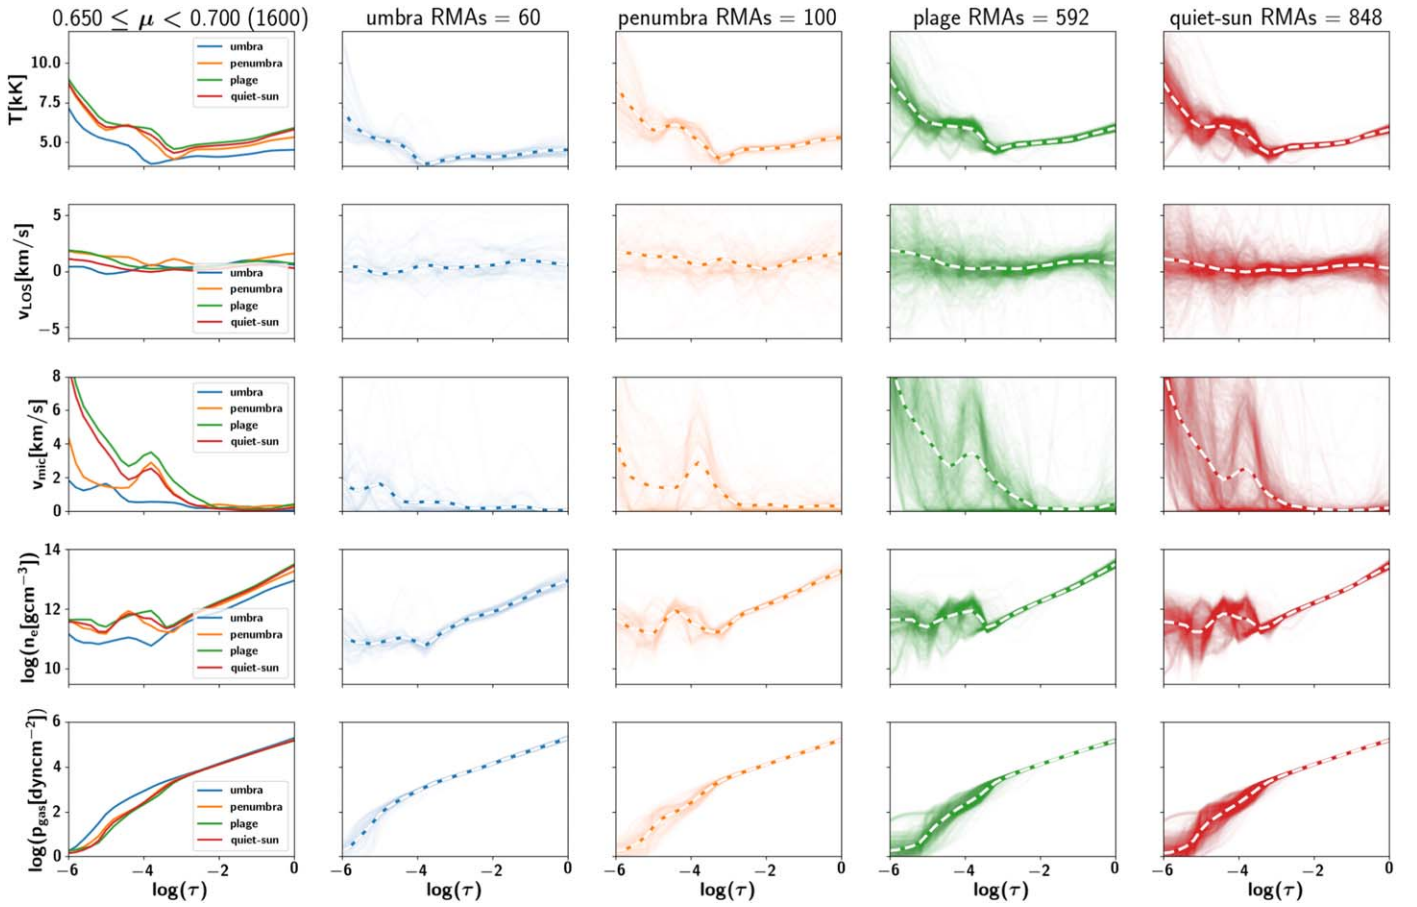 0.650 ≤ μ < 0.700 (1600)
umbra RMAs = 60
penumbra RMAs = 100
plage RMAs = 592
quiet-sun RMAs = 848
T[kK]
10.0
7.5
5.0
umbra
penumbra
plage
quiet-sun
v_LOS[km/s]
5
0
−5
umbra
penumbra
plage
quiet-sun
v_mic[km/s]
8
6
4
2
0
umbra
penumbra
plage
quiet-sun
log(n_e[gcm⁻³])
14
12
10
umbra
penumbra
plage
quiet-sun
log(p_gas[dyncm⁻²])
6
4
2
0
umbra
penumbra
plage
quiet-sun
−6 −4 −2 0
−6 −4 −2 0
−6 −4 −2 0
−6 −4 −2 0
−6 −4 −2 0
log(τ)
log(τ)
log(τ)
log(τ)
log(τ)